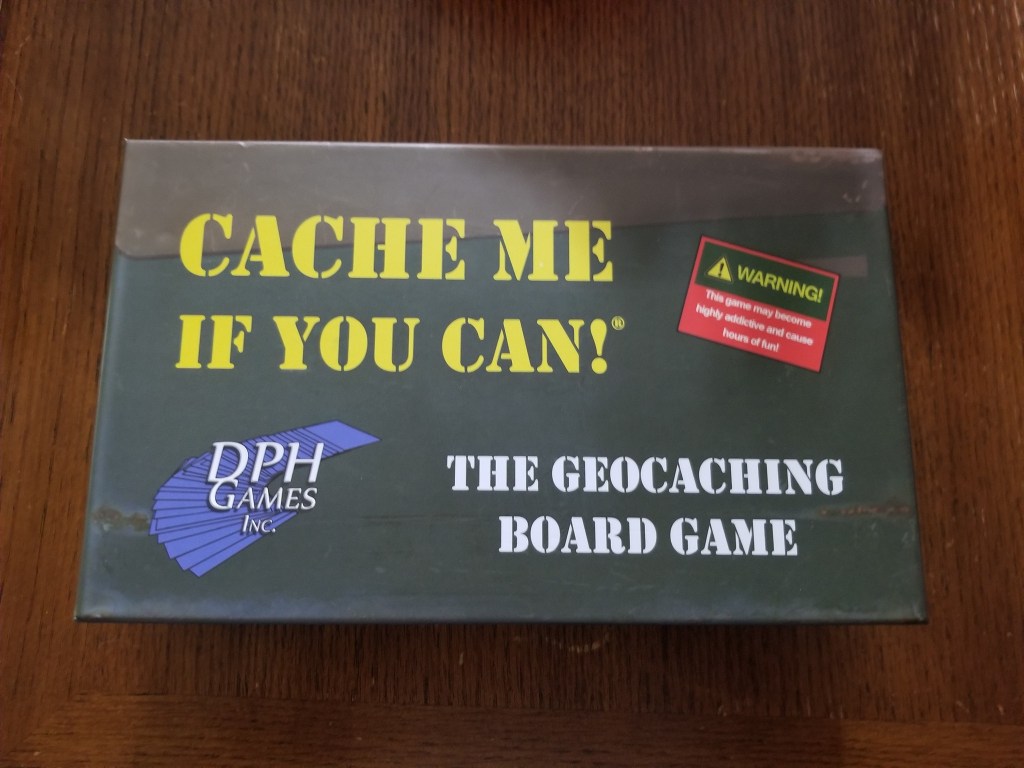 CACHE ME
IF YOU CAN!®
WARNING!
This game may become
highly addictive and cause
hours of fun!
DPH
GAMES
INC.
THE GEOCACHING
BOARD GAME